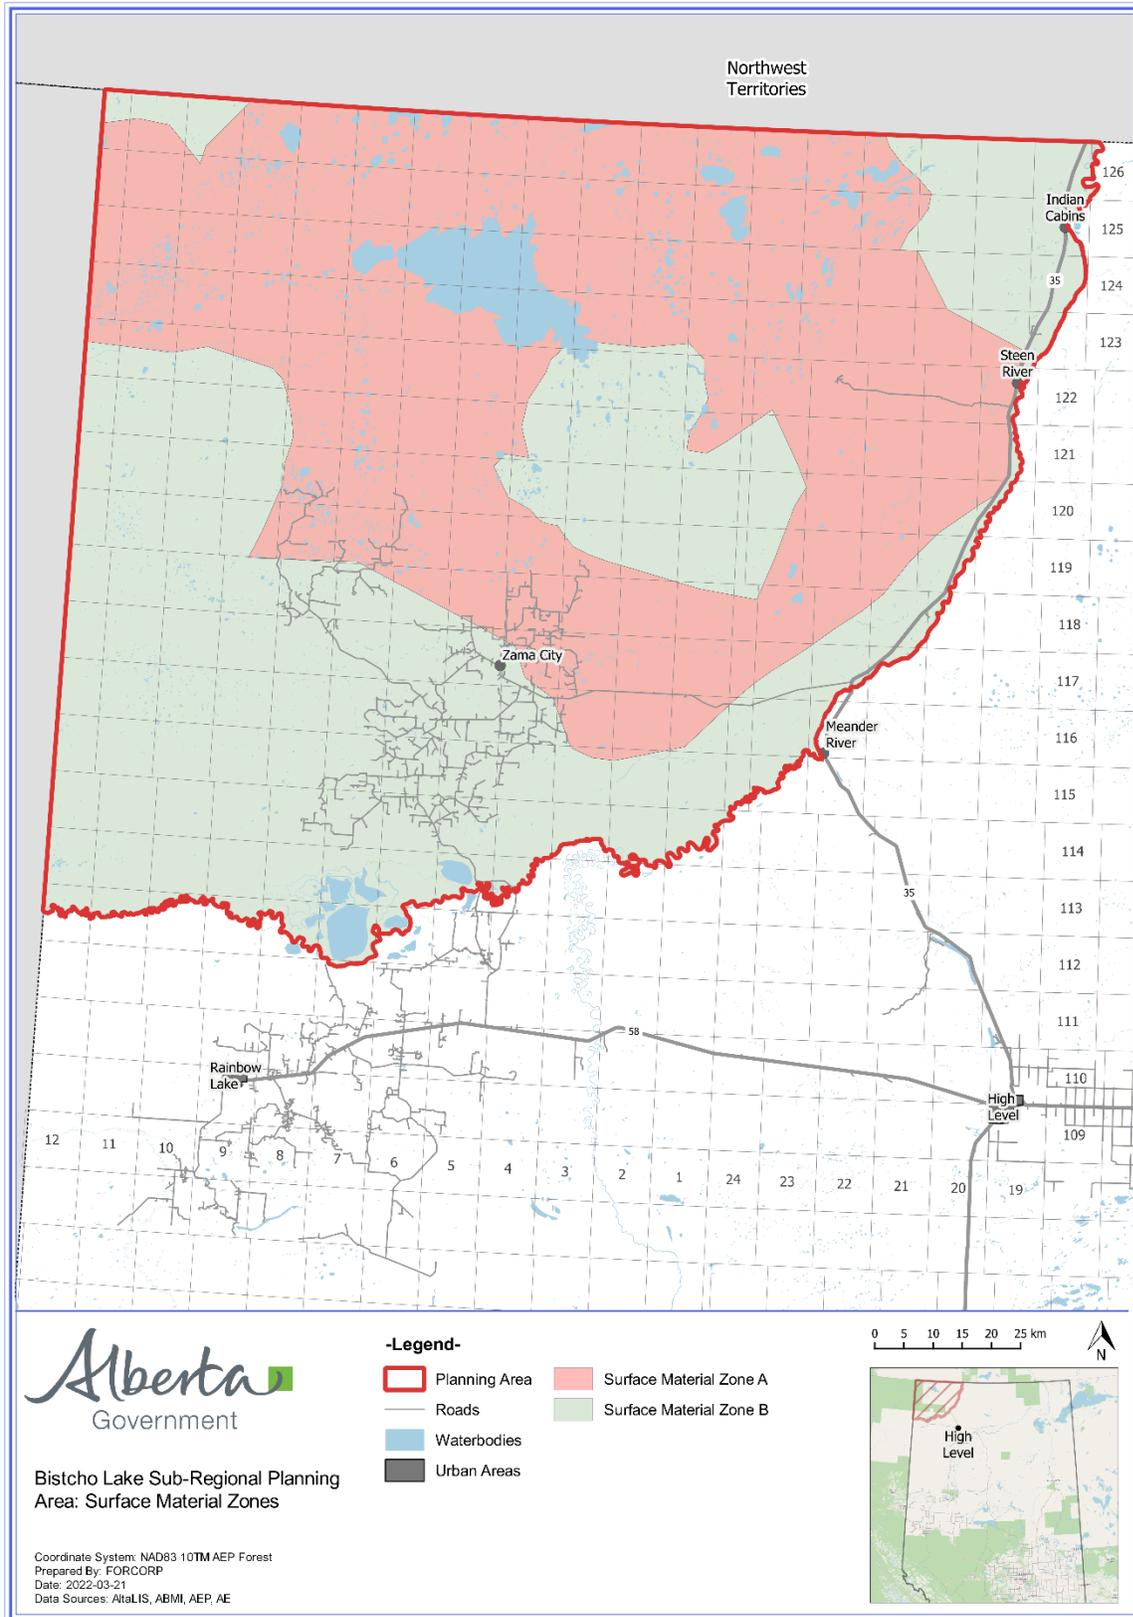 Northwest
Territories
126
Indian
Cabins
125
35
124
123
Steen
River
122
121
120
119
118
Zama City
117
Meander
River
116
115
114
35
113
112
111
58
Rainbow
Lake
110
High
Level
109
12
11
10
9
8
7
6
5
4
3
2
1
24
23
22
21
20
19
Alberta
Government
Bistcho Lake Sub-Regional Planning
Area: Surface Material Zones
Coordinate System: NAD83 10TM AEP Forest
Prepared By: FORCORP
Date: 2022-03-21
Data Sources: AltaLIS, ABMI, AEP, AE
-Legend-
Planning Area
Roads
Waterbodies
Urban Areas
Surface Material Zone A
Surface Material Zone B
0 5 10 15 20 25 km
N
High
Level